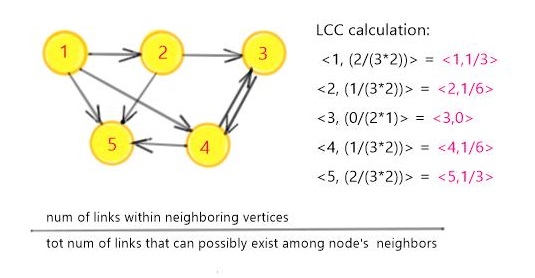 1
2
3
4
5
LCC calculation:
<1, (2/(3*2))> = <1,1/3>
<2, (1/(3*2))> = <2,1/6>
<3, (0/(2*1)> = <3,0>
<4, (1/(3*2))> = <4,1/6>
<5, (2/(3*2))> = <5,1/3>
num of links within neighboring vertices
tot num of links that can possibly exist among node's neighbors